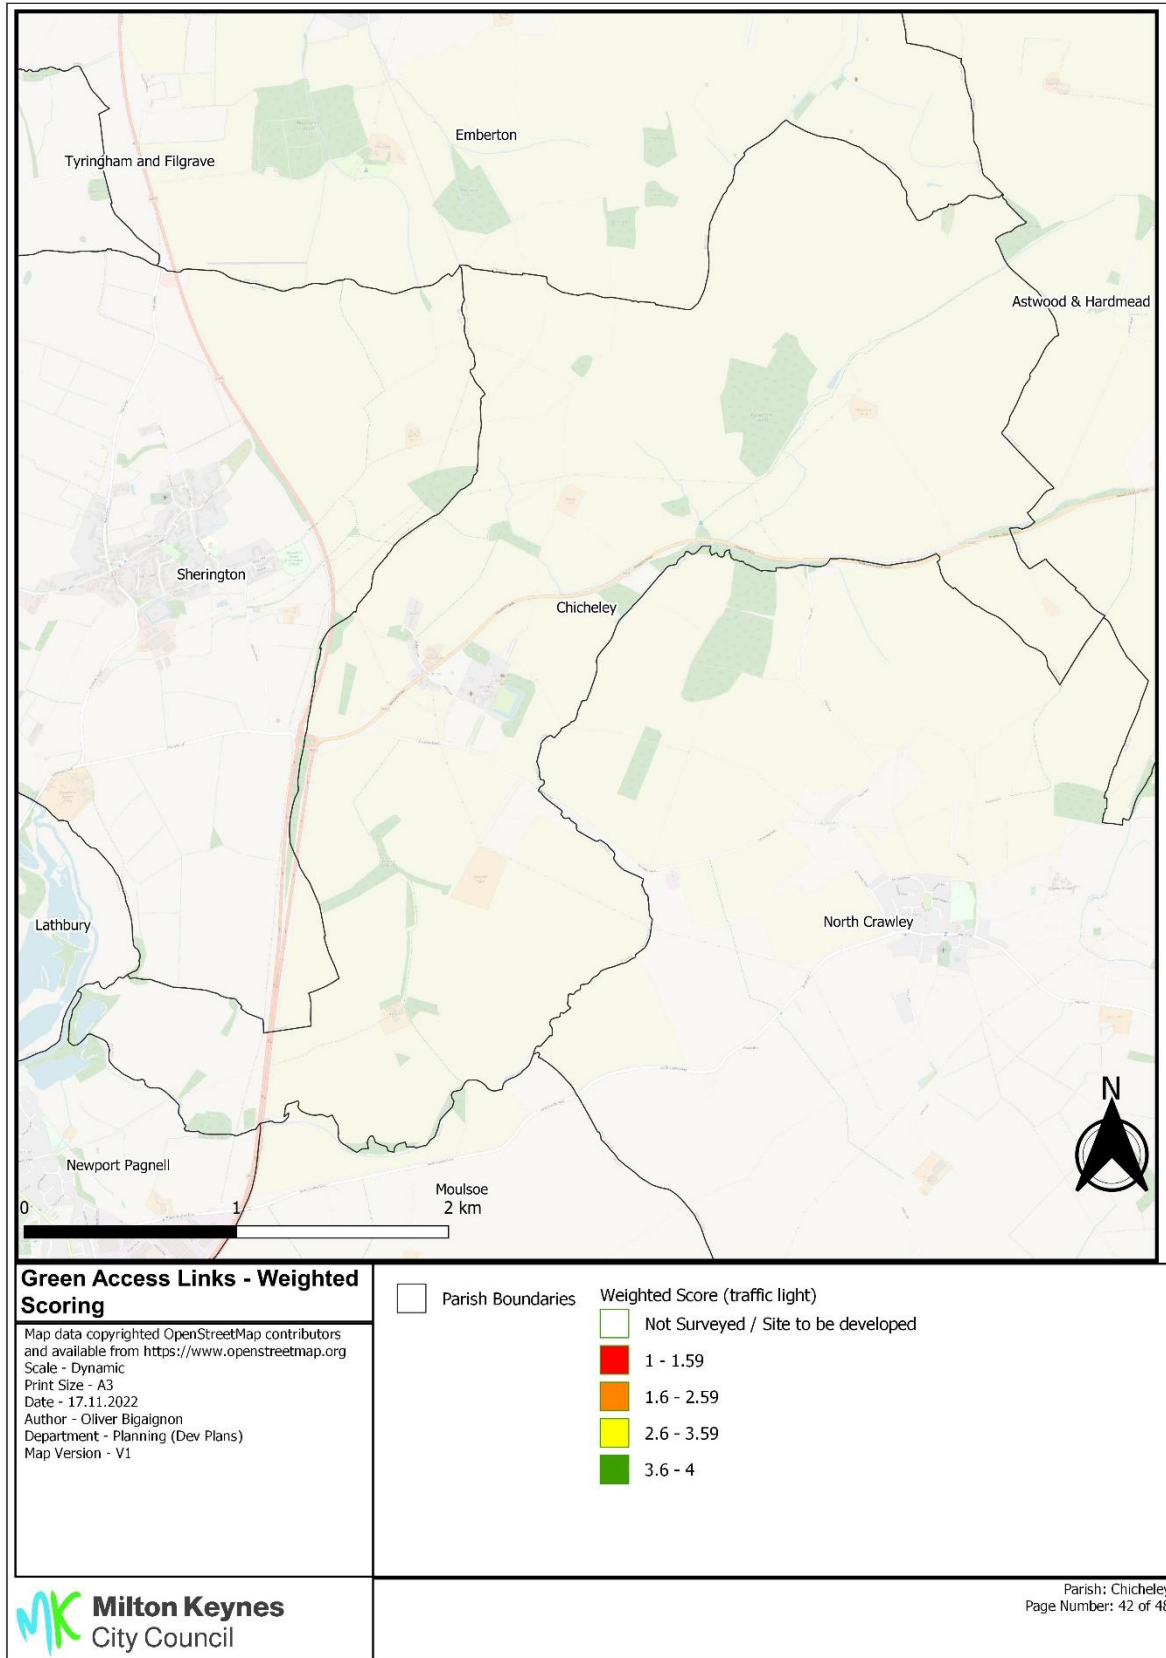 Emberton
Tyringham and Filgrave
Astwood & Hardmead
Sherington
Chicheley
Lathbury
North Crawley
N
Newport Pagnell
Moulsoe
0 1 2 km
Green Access Links - Weighted
Scoring
Map data copyrighted OpenStreetMap contributors
and available from https://www.openstreetmap.org
Scale - Dynamic
Print Size - A3
Date - 17.11.2022
Author - Oliver Bigaignon
Department - Planning (Dev Plans)
Map Version - V1
Parish Boundaries
Weighted Score (traffic light)
Not Surveyed / Site to be developed
1 - 1.59
1.6 - 2.59
2.6 - 3.59
3.6 - 4
MK Milton Keynes
City Council
Parish: Chicheley
Page Number: 42 of 48